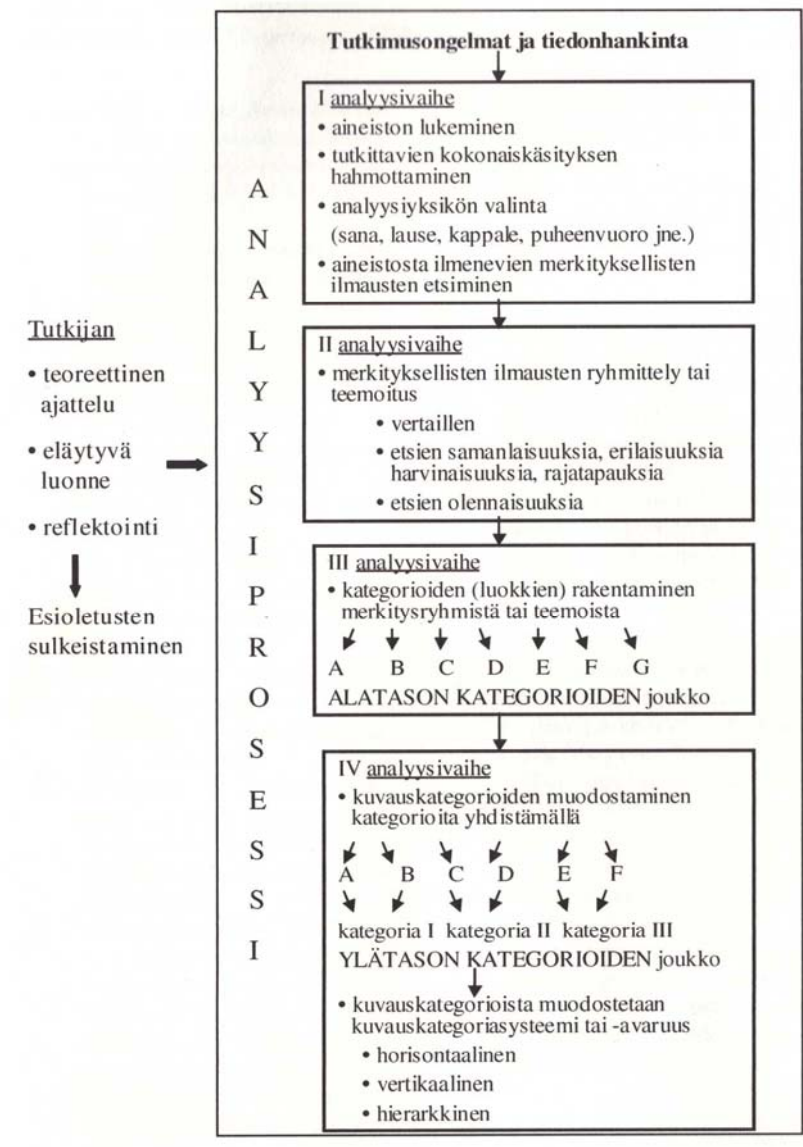 Tutkimusongelmat ja tiedonhankinta
I analyysivaihe
• aineiston lukeminen
• tutkittavien kokonaiskäsityksen
hahmottaminen
• analyysiyksikön valinta
(sana, lause, kappale, puheenvuoro jne.)
• aineistosta ilmenevien merkityksellisten
ilmausten etsiminen
A
N
A
L
Y
Y
S
I
P
R
O
S
E
S
S
I
Tutkijan
• teoreettinen
ajattelu
• eläytyvä
luonne
• reflektointi
Esioletusten
sulkeistaminen
II analyysivaihe
• merkityksellisten ilmausten ryhmittely tai
teemoitus
• vertaillen
• etsien samanlaisuuksia, erilaisuuksia
harvinaisuuksia, rajatapauksia
• etsien olennaisuuksia
III analyysivaihe
• kategorioiden (luokkien) rakentaminen
merkitysryhmistä tai teemoista
A B C D E F G
ALATASON KATEGORIOIDEN joukko
IV analyysivaihe
• kuvauskategorioiden muodostaminen
kategorioita yhdistämällä
A B C D E F
kategoria I kategoria II kategoria III
YLÄTASON KATEGORIOIDEN joukko
• kuvauskategorioista muodostetaan
kuvauskategoriasysteemi tai -avaruus
• horisontaalinen
• vertikaalinen
• hierarkkinen